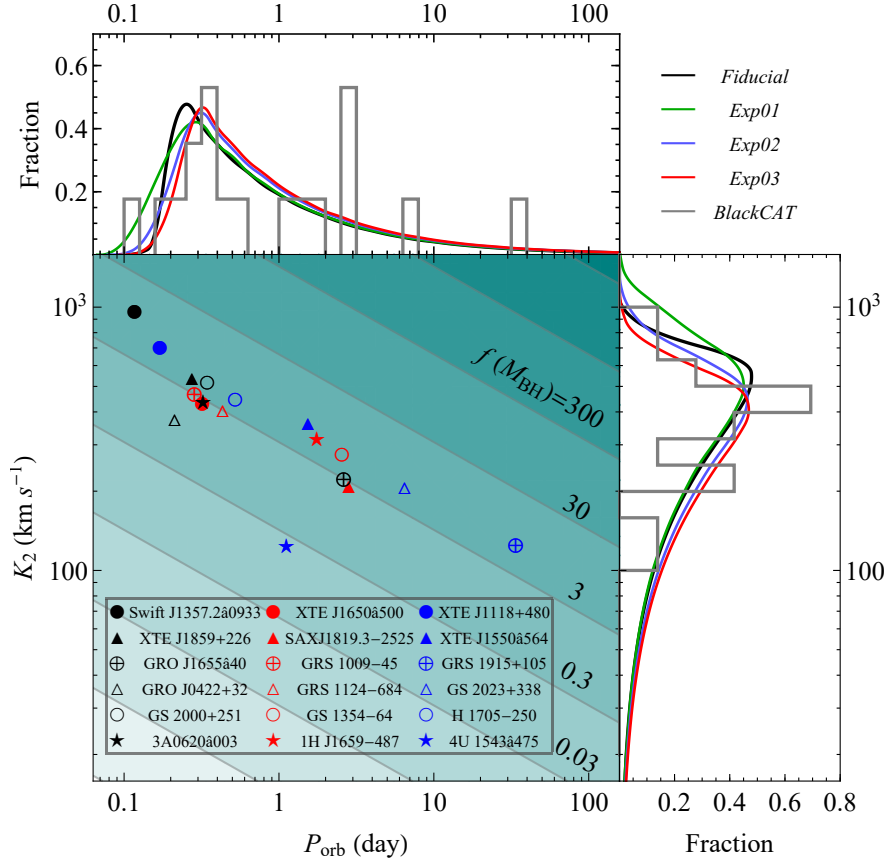 0.1 1 10 100
0.6
0.4
0.2
Fraction
Fiducial
Exp01
Exp02
Exp03
BlackCAT
10³
100
K₂ (km s⁻¹)
f (M_BH)=300
30
3
0.3
0.03
Swift J1357.2â0933 XTE J1650â500 XTE J1118+480
XTE J1859+226 SAXJ1819.3−2525 XTE J1550â564
GRO J1655â40 GRS 1009−45 GRS 1915+105
GRO J0422+32 GRS 1124−684 GS 2023+338
GS 2000+251 GS 1354−64 H 1705−250
3A0620â003 1H J1659−487 4U 1543â475
10³
100
0.1 1 10 100
P_orb (day)
0.2 0.4 0.6 0.8
Fraction